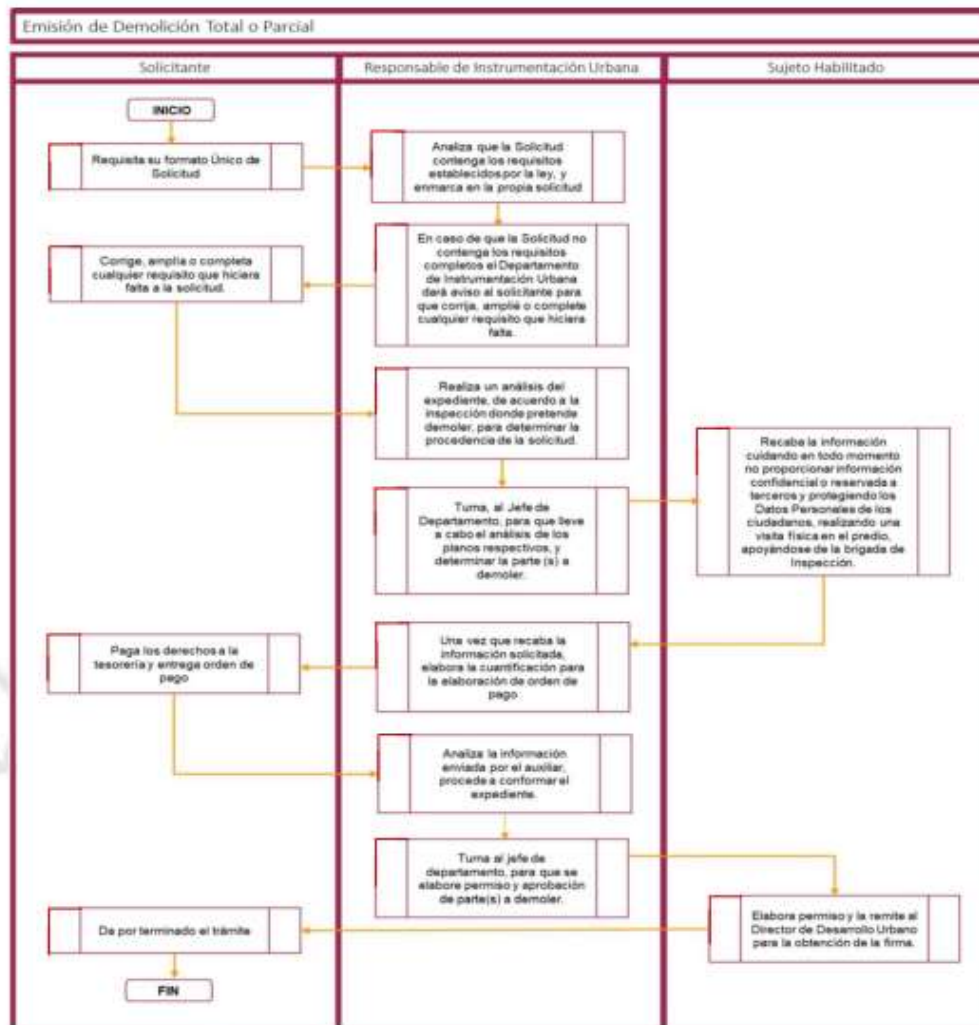 Emisión de Demolición Total o Parcial
Solicitante
Responsable de Instrumentación Urbana
Sujeto Habilitado
INICIO
Requisita su formato Único de
Solicitud
Analiza que la Solicitud
contenga los requisitos
establecidos por la ley, y
enmarca en la propia solicitud
En caso de que la Solicitud no
contenga los requisitos
completos el Departamento
de Instrumentación Urbana
dará aviso al solicitante para
que corrija, amplié o complete
cualquier requisito que hiciera
falta.
Corrige, amplia o completa
cualquier requisito que hiciera
falta a la solicitud.
Realiza un análisis del
expediente, de acuerdo a la
inspección donde pretende
demoler, para determinar la
procedencia de la solicitud.
Turna, al Jefe de
Departamento, para que lleve
a cabo el análisis de los
planos respectivos, y
determinar la parte (s) a
demoler.
Recaba la información
cuidando en todo momento
no proporcionar información
confidencial o reservada a
terceros y protegiendo los
Datos Personales de los
ciudadanos, realizando una
visita física en el predio,
apoyándose de la brigada de
Inspección.
Una vez que recaba la
información solicitada,
elabora la cuantificación para
la elaboración de orden de
pago
Paga los derechos a la
tesorería y entrega orden de
pago
Analiza la información
enviada por el auxiliar,
procede a conformar el
expediente.
Turna al jefe de
departamento, para que se
elabore permiso y aprobación
de parte(s) a demoler.
Elabora permiso y la remite al
Director de Desarrollo Urbano
para la obtención de la firma.
Da por terminado el trámite
FIN